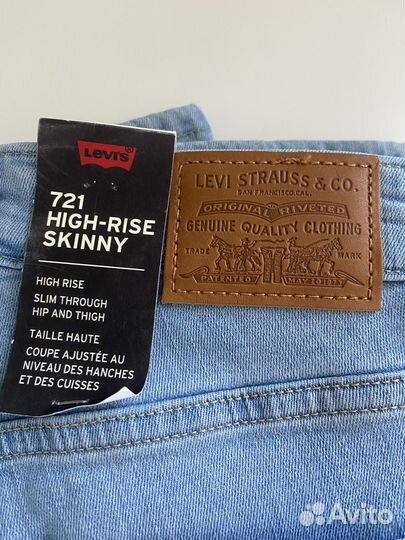 Levi's
721
HIGH-RISE
SKINNY
HIGH RISE
SLIM THROUGH
HIP AND THIGH
TAILLE HAUTE
COUPE AJUSTÉE AU
NIVEAU DES HANCHES
ET DES CUISSES
LEVI STRAUSS & CO.
SAN FRANCISCO, CAL.
ORIGINAL RIVETED
GENUINE QUALITY CLOTHING
TRADE MARK
PATENTED MAY 20 1873
Avito